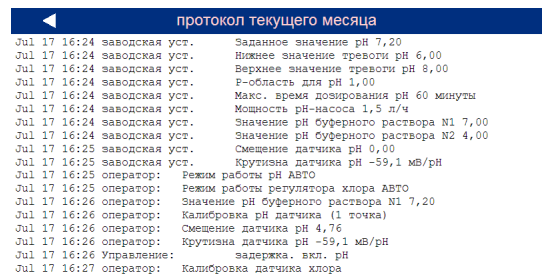 протокол текущего месяца
Jul 17 16:24 заводская уст. Заданное значение pH 7,20
Jul 17 16:24 заводская уст. Нижнее значение тревоги pH 6,00
Jul 17 16:24 заводская уст. Верхнее значение тревоги pH 8,00
Jul 17 16:24 заводская уст. P-область для pH 1,00
Jul 17 16:24 заводская уст. Макс. время дозирования pH 60 минуты
Jul 17 16:24 заводская уст. Мощность pH-насоса 1,5 л/ч
Jul 17 16:24 заводская уст. Значение pH буферного раствора N1 7,00
Jul 17 16:24 заводская уст. Значение pH буферного раствора N2 4,00
Jul 17 16:25 заводская уст. Смещение датчика pH 0,00
Jul 17 16:25 заводская уст. Крутизна датчика pH -59,1 мВ/pH
Jul 17 16:25 оператор: Режим работы pH АВТО
Jul 17 16:25 оператор: Режим работы регулятора хлора АВТО
Jul 17 16:26 оператор: Значение pH буферного раствора N1 7,20
Jul 17 16:26 оператор: Калибровка pH датчика (1 точка)
Jul 17 16:26 оператор: Смещение датчика pH 4,76
Jul 17 16:26 оператор: Крутизна датчика pH -59,1 мВ/pH
Jul 17 16:26 Управление: задержка. вкл. pH
Jul 17 16:27 оператор: Калибровка датчика хлора